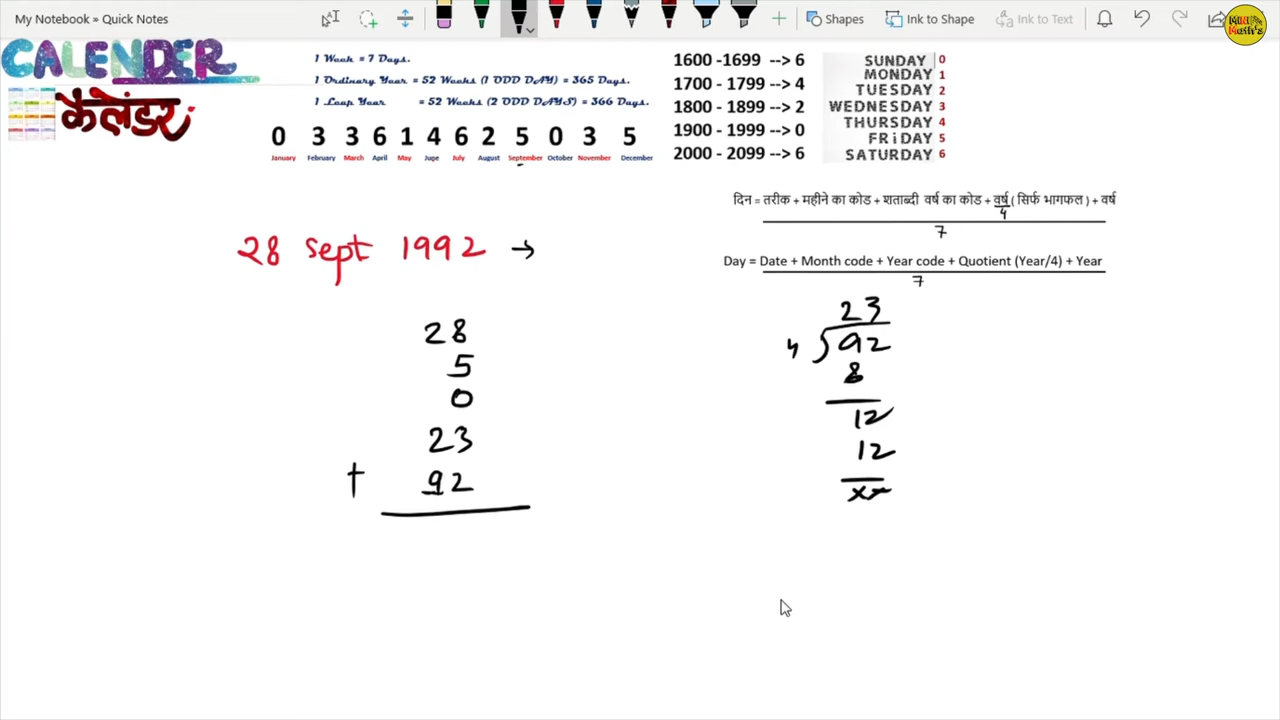 My Notebook » Quick Notes
Shapes
Ink to Shape
Ink to Text
MINI Math's
CALENDER
कैलेंडर
1 Week = 7 Days.
1 Ordinary Year = 52 Weeks (1 ODD DAY) = 365 Days.
1 Leap Year = 52 Weeks (2 ODD DAYS) = 366 Days.
0 3 3 6 1 4 6 2 5 0 3 5
January February March April May Juge July August September October November December
1600 -1699 --> 6
1700 - 1799 --> 4
1800 - 1899 --> 2
1900 - 1999 --> 0
2000 - 2099 --> 6
SUNDAY 0
MONDAY 1
TUESDAY 2
WEDNESDAY 3
THURSDAY 4
FRiDAY 5
SATURDAY 6
दिन = तरीक + महीने का कोड + शताब्दी वर्ष का कोड + वर्ष ( सिर्फ भागफल ) + वर्ष
4
7
Day = Date + Month code + Year code + Quotient (Year/4) + Year
7
28 Sept 1992 →
28
5
0
23
+ 92
23
4 ) 92
8
12
12
xx